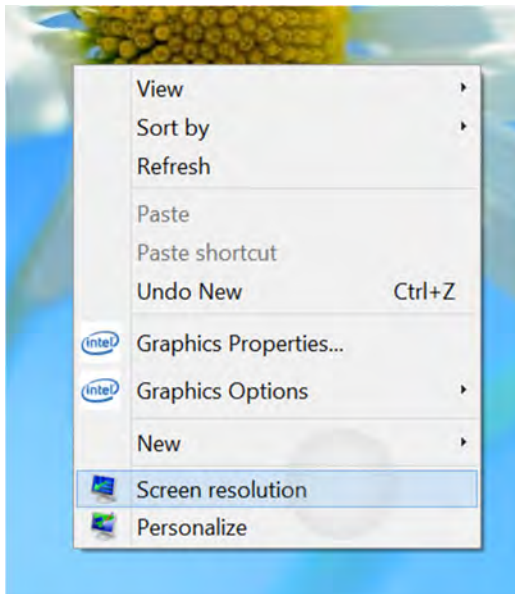 View
Sort by
Refresh
Paste
Paste shortcut
Undo New Ctrl+Z
intel Graphics Properties...
intel Graphics Options
New
Screen resolution
Personalize